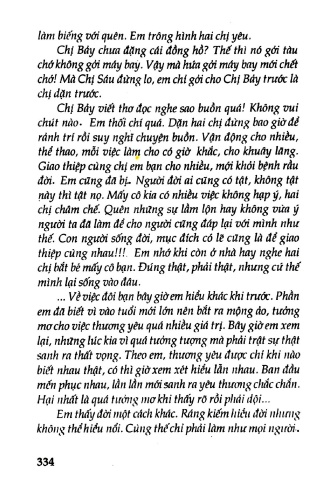 làm biếng với quên. Em trông hình hai chị yêu.
Chị Bảy chưa đặng cái đồng hồ? Thế thì nó gởi tàu
chớ không gởi máy bay. Vậy mà hứa gởi máy bay mới chết
chớ! Mà Chị Sáu đừng lo, em chỉ gởi cho Chị Bảy trước là
chị dặn trước.
Chị Bảy viết thơ đọc nghe sao buồn quá! Không vui
chút nào. Em thối chí quá. Dặn hai chị đừng bao giờ để
rảnh trí rồi suy nghĩ chuyện buồn. Vận động cho nhiều,
thể thao, mỗi việc làm cho có giờ khắc, cho khuây lãng.
Giao thiệp cùng chị em bạn cho nhiều, mới khỏi bệnh rầu
đời. Em cũng đã bị. Người đời ai cũng có tật, không tật
này thì tật nọ. Mấy cô kia có nhiều việc không hạp ý, hai
chị châm chế. Quên những sự lầm lộn hay không vừa ý
người ta đã làm để cho người cũng đáp lại với mình như
thế. Con người sống đời, mục đích có lẽ cũng là để giao
thiệp cùng nhau!!! Em nhớ khi còn ở nhà hay nghe hai
chị bắt bẻ mấy cô bạn. Đúng thật, phải thật, nhưng cứ thế
mình lại sống vào đâu.
... Về việc đôi bạn bây giờ em hiểu khác khi trước. Phần
em đã biết vì vào tuổi mới lớn nên bắt ra mộng ảo, tưởng
mơ cho việc thương yêu quá nhiều giá trị. Bây giờ em xem
lại, những lúc kia vì quá tưởng tượng mà phải trật sự thật
sanh ra thất vọng. Theo em, thương yêu được chỉ khi nào
biết nhau thật, có thì giờ xem xét hiểu lần nhau. Ban đầu
mến phục nhau, lần lần mới sanh ra yêu thương chắc chắn.
Hại nhất là quá tưởng mơ khi thấy rõ rồi phải dội...
Em thấy đời một cách khác. Ráng kiếm hiểu đời nhưng
không thể hiểu nổi. Cùng thế chỉ phải làm như mọi người.
334